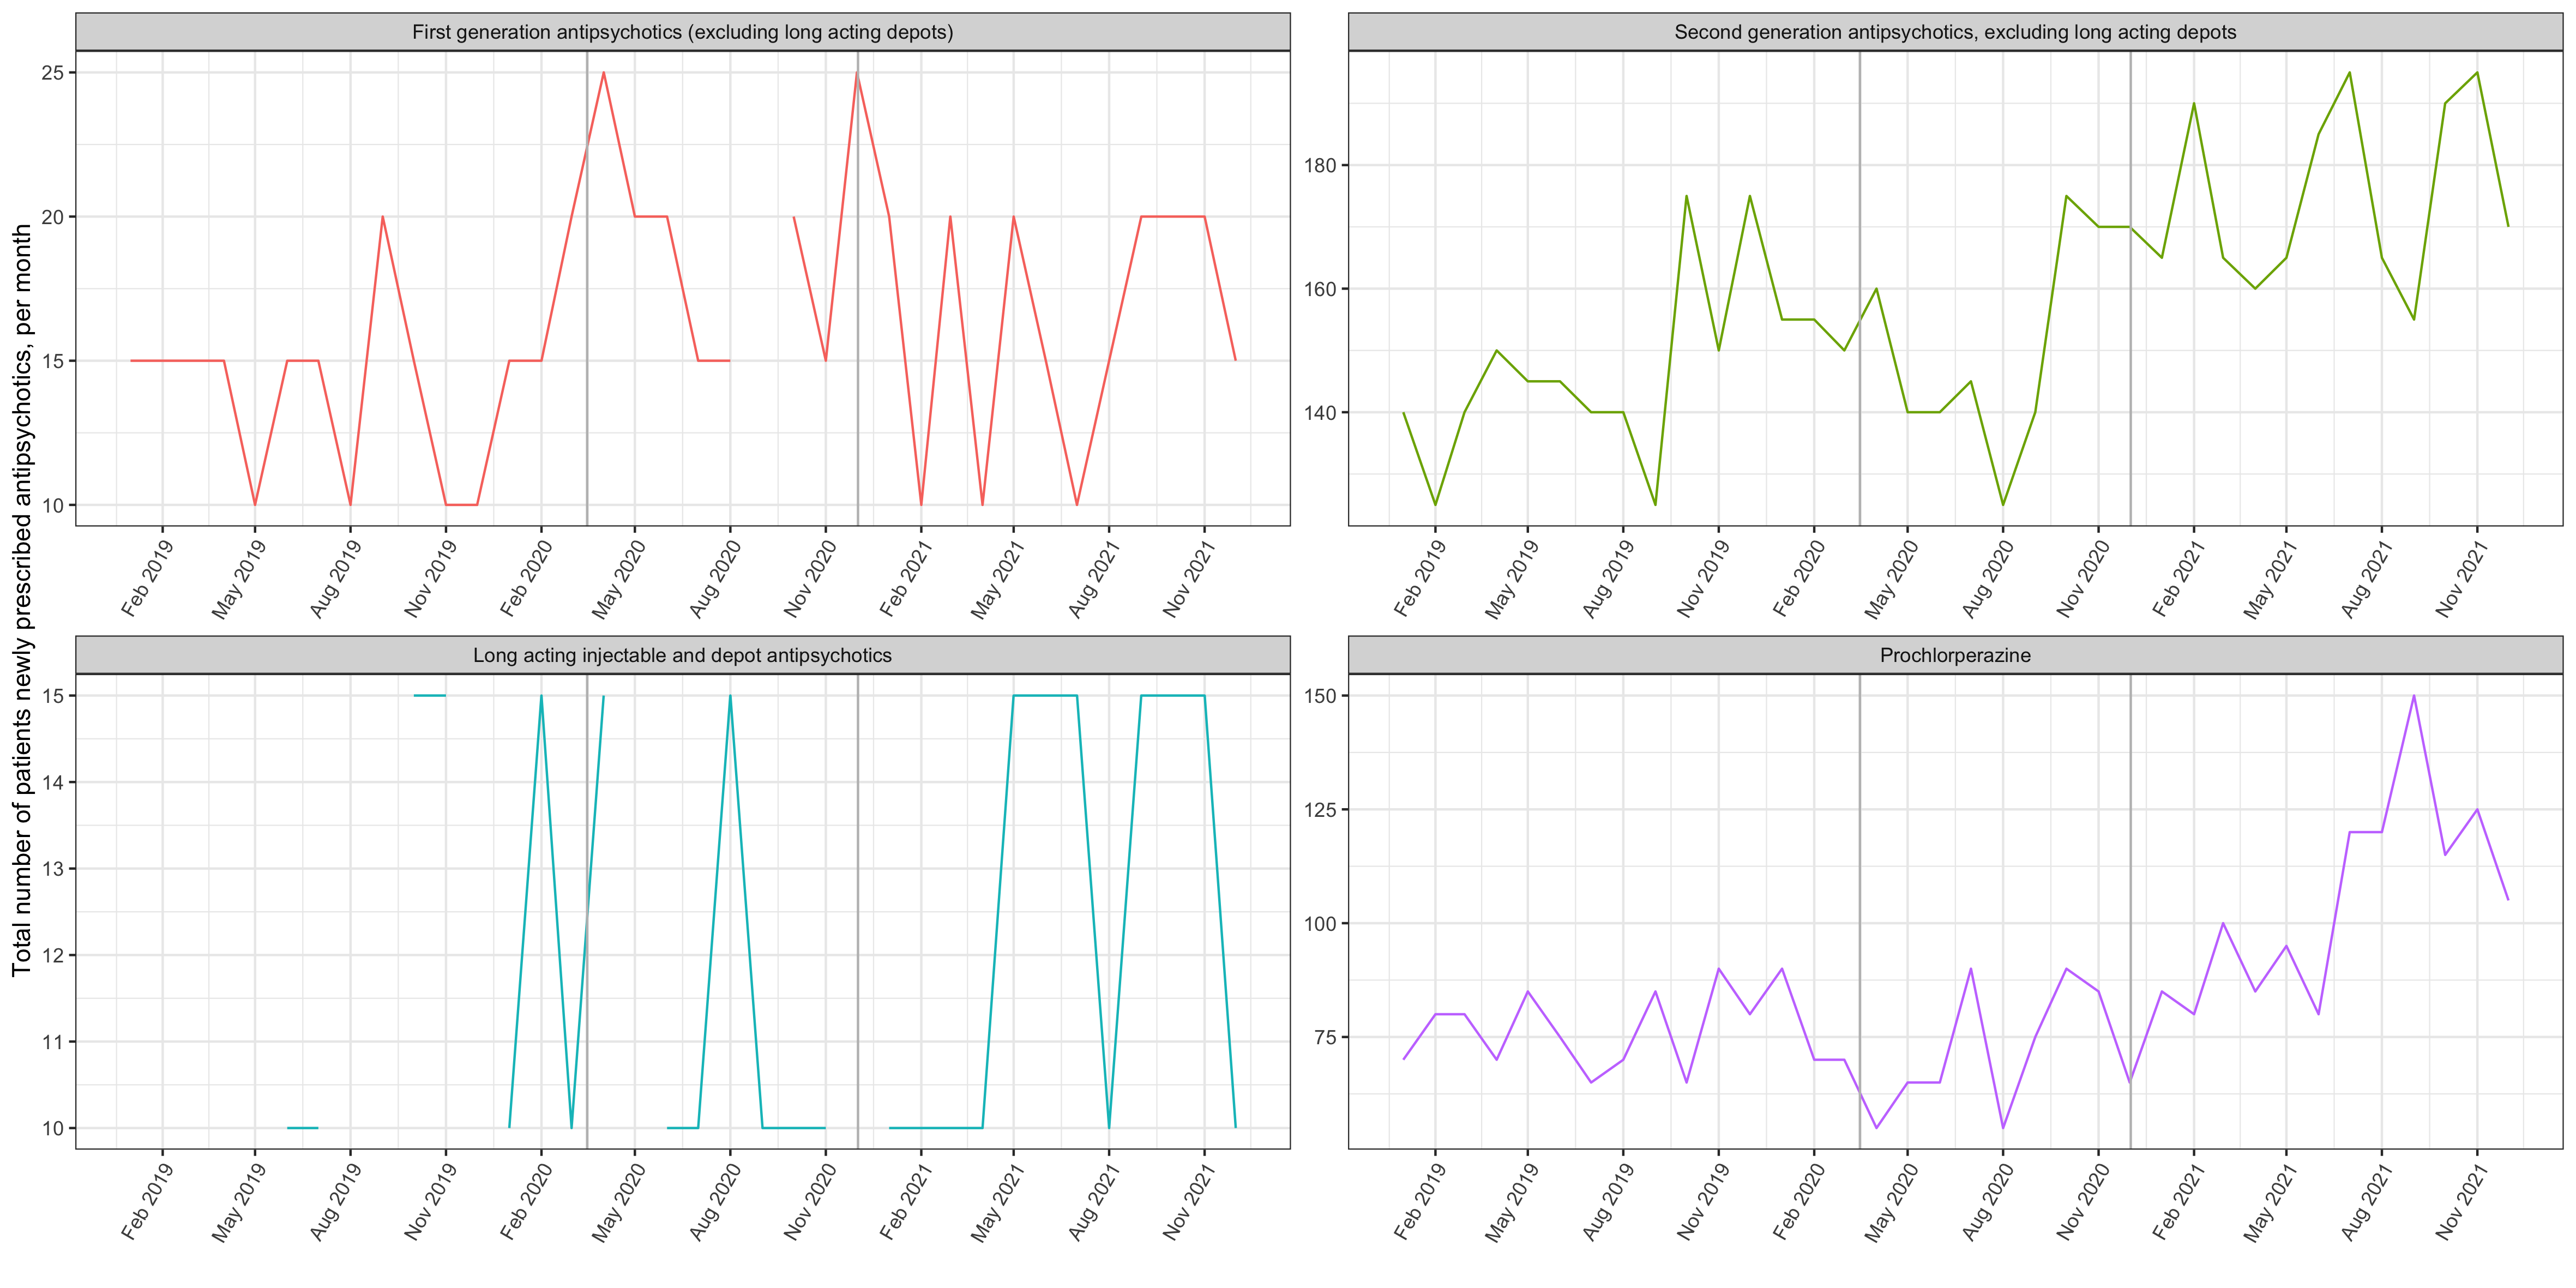 Total number of patients newly prescribed antipsychotics, per month
First generation antipsychotics (excluding long acting depots)
25
20
15
10
Feb 2019
May 2019
Aug 2019
Nov 2019
Feb 2020
May 2020
Aug 2020
Nov 2020
Feb 2021
May 2021
Aug 2021
Nov 2021
Second generation antipsychotics, excluding long acting depots
180
160
140
Feb 2019
May 2019
Aug 2019
Nov 2019
Feb 2020
May 2020
Aug 2020
Nov 2020
Feb 2021
May 2021
Aug 2021
Nov 2021
Long acting injectable and depot antipsychotics
15
14
13
12
11
10
Feb 2019
May 2019
Aug 2019
Nov 2019
Feb 2020
May 2020
Aug 2020
Nov 2020
Feb 2021
May 2021
Aug 2021
Nov 2021
Prochlorperazine
150
125
100
75
Feb 2019
May 2019
Aug 2019
Nov 2019
Feb 2020
May 2020
Aug 2020
Nov 2020
Feb 2021
May 2021
Aug 2021
Nov 2021